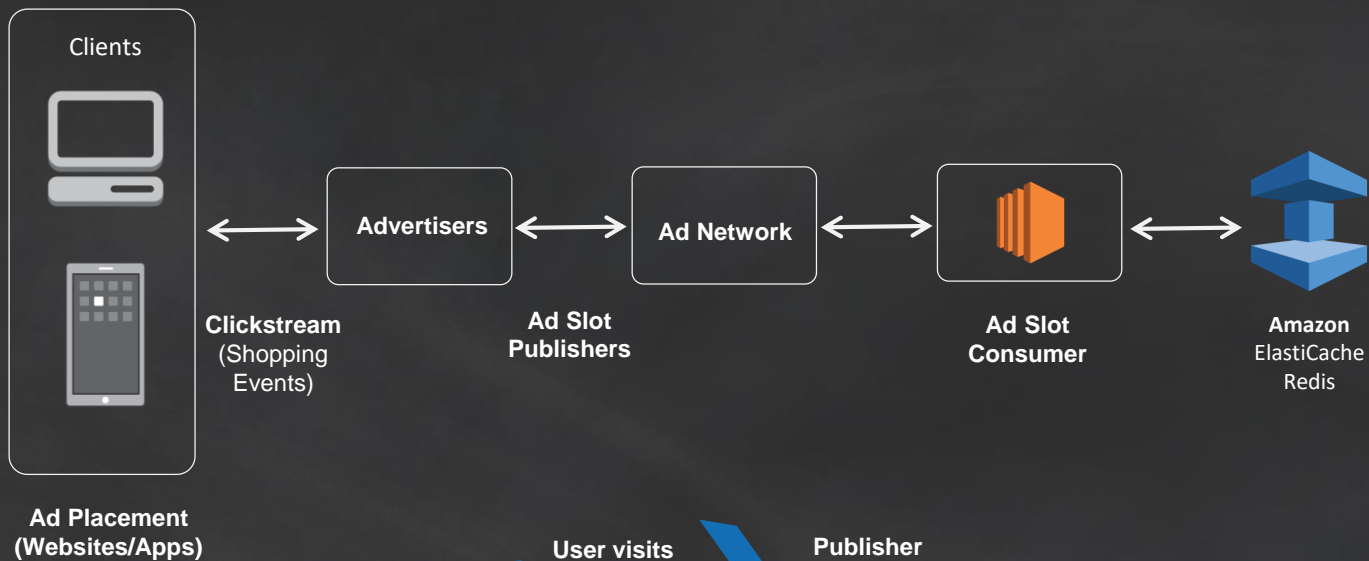 Clients
Advertisers
Ad Network
Clickstream
(Shopping
Events)
Ad Slot
Publishers
Ad Slot
Consumer
Amazon
ElastiCache
Redis
Ad Placement
(Websites/Apps)
User visits
Publisher